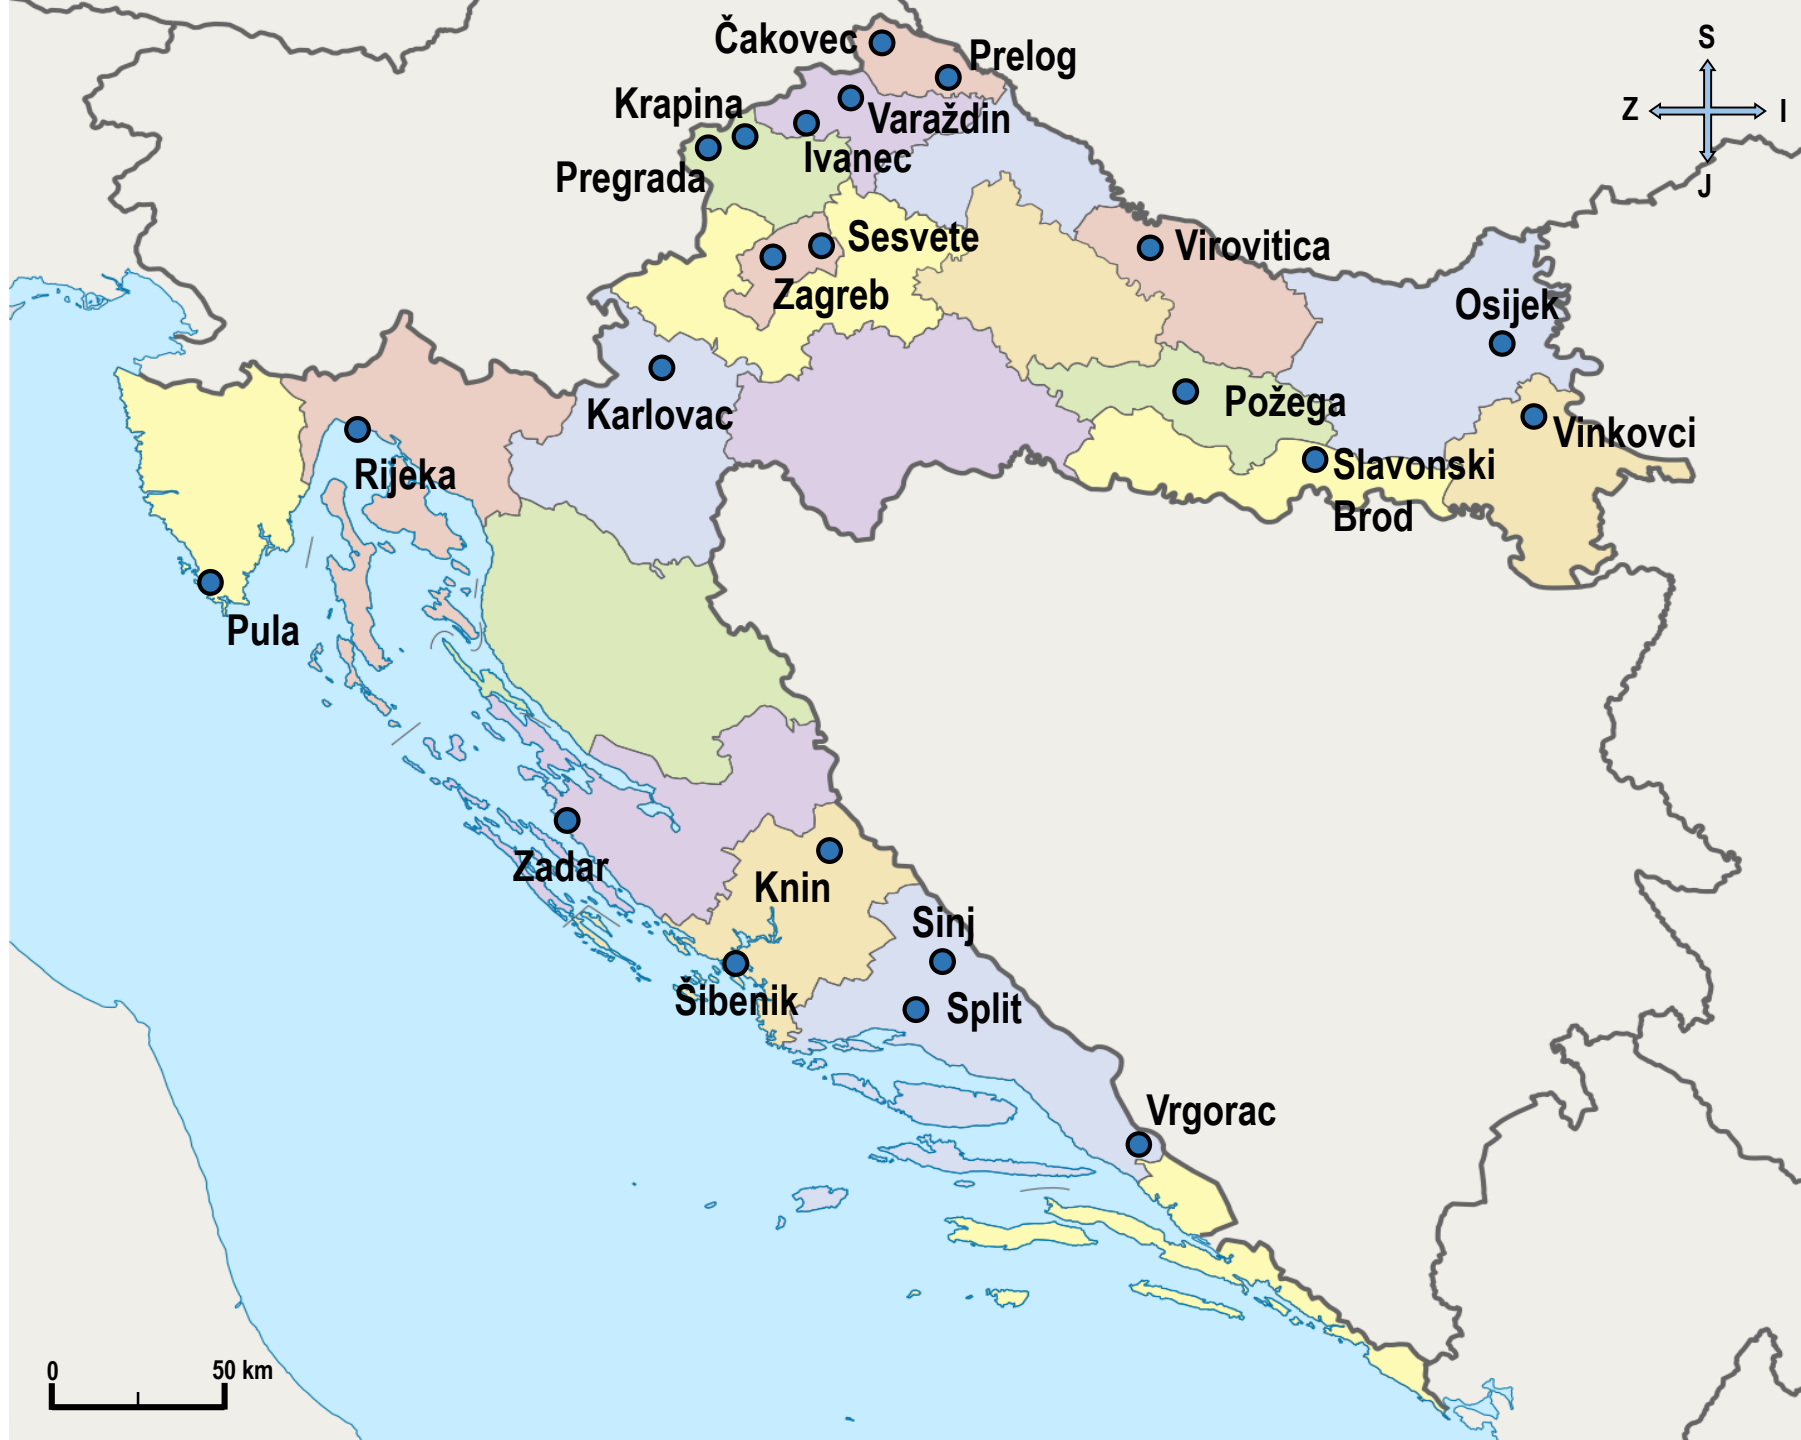 Čakovec
S
Prelog
Krapina
Z
I
Varaždin
Ivanec
Pregrada
J
Sesvete
Virovitica
Zagreb
Osijek
Požega
Karlovac
Vinkovci
Rijeka
Slavonski
Brod
Pula
Zadar
Knin
Sinj
Šibenik
Split
Vrgorac
0 50 km